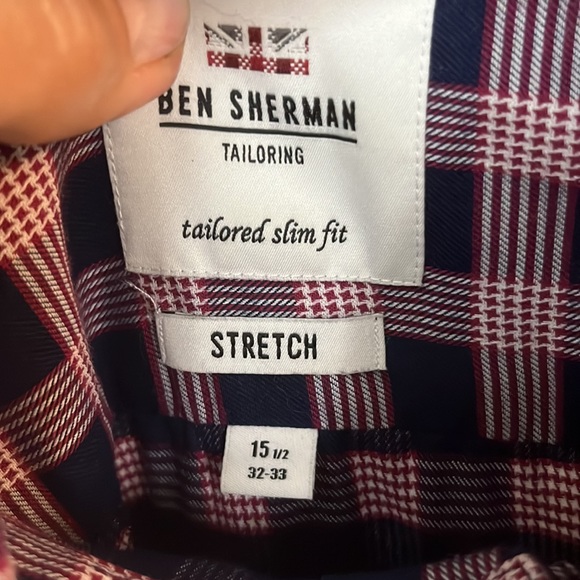 BEN SHERMAN
TAILORING
tailored slim fit
STRETCH
15 1/2
32-33